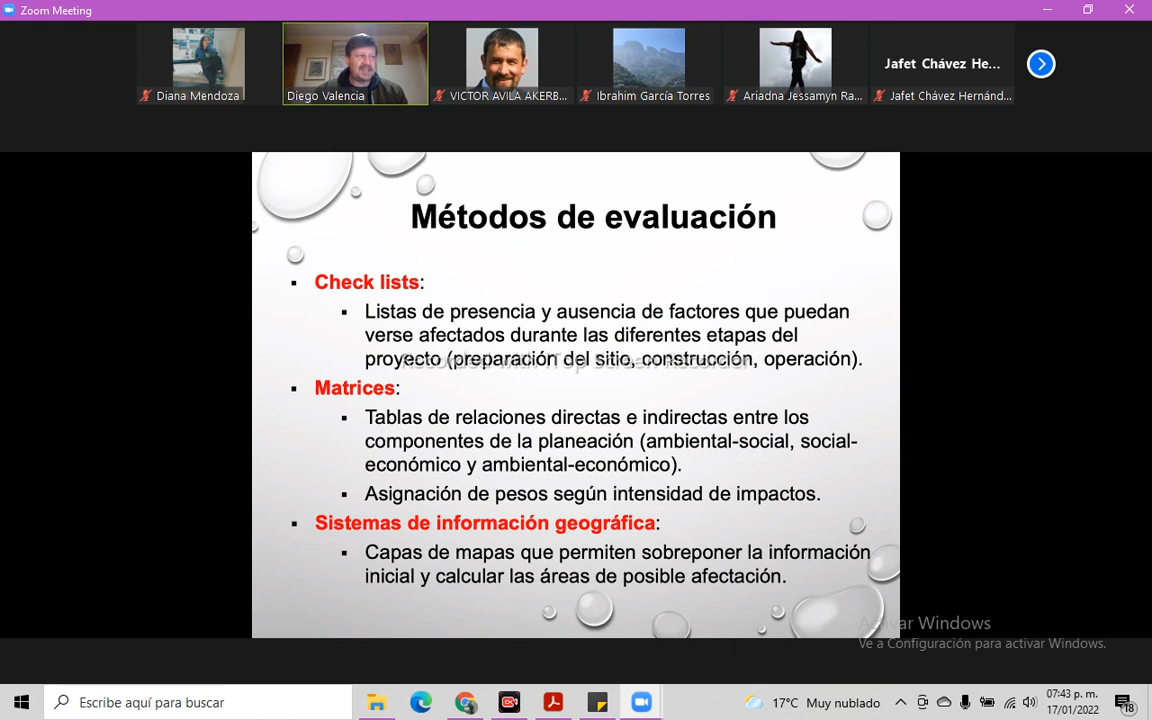 Zoom Meeting
Jafet Chávez He...
Diana Mendoza
Diego Valencia
VICTOR AVILA AKERB...
Ibrahim García Torres
Ariadna Jessamyn Ra...
Jafet Chávez Hernánd...
Métodos de evaluación
▪ Check lists:
▪ Listas de presencia y ausencia de factores que puedan
verse afectados durante las diferentes etapas del
proyecto (preparación del sitio, construcción, operación).
Recorded with iTop Screen Recorder
▪ Matrices:
▪ Tablas de relaciones directas e indirectas entre los
componentes de la planeación (ambiental-social, social-
económico y ambiental-económico).
▪ Asignación de pesos según intensidad de impactos.
▪ Sistemas de información geográfica:
▪ Capas de mapas que permiten sobreponer la información
inicial y calcular las áreas de posible afectación.
Activar Windows
Ve a Configuración para activar Windows.
Escribe aquí para buscar
17°C Muy nublado
07:43 p. m.
17/01/2022
18